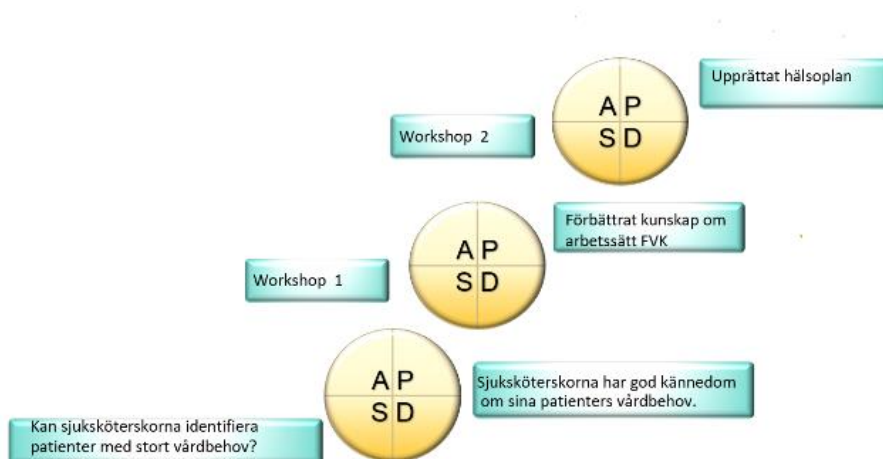 Upprättat hälsoplan
A P
S D
Workshop 2
Förbättrat kunskap om
arbetssätt FVK
A P
S D
Workshop 1
Sjuksköterskorna har god kännedom
om sina patienters vårdbehov.
A P
S D
Kan sjuksköterskorna identifiera
patienter med stort vårdbehov?